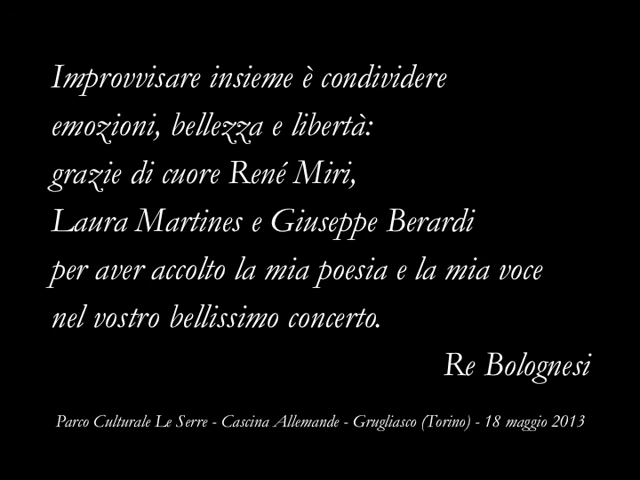 Improvvisare insieme è condividere
emozioni, bellezza e libertà:
grazie di cuore René Miri,
Laura Martines e Giuseppe Berardi
per aver accolto la mia poesia e la mia voce
nel vostro bellissimo concerto.
Re Bolognesi
Parco Culturale Le Serre - Cascina Allemande - Grugliasco (Torino) - 18 maggio 2013